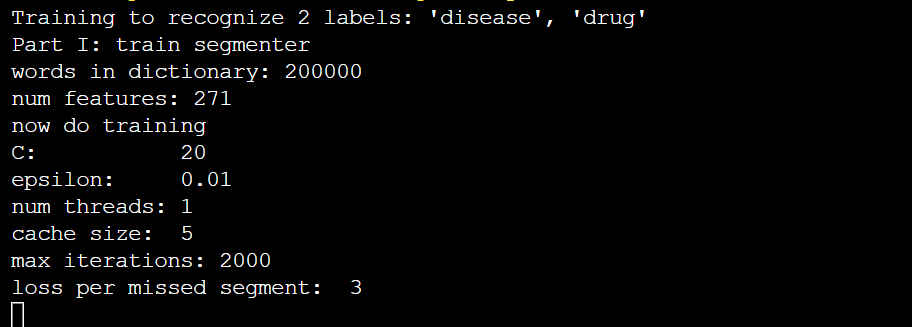 Training to recognize 2 labels: 'disease', 'drug'
Part I: train segmenter
words in dictionary: 200000
num features: 271
now do training
C:           20
epsilon:     0.01
num threads: 1
cache size:  5
max iterations: 2000
loss per missed segment:  3